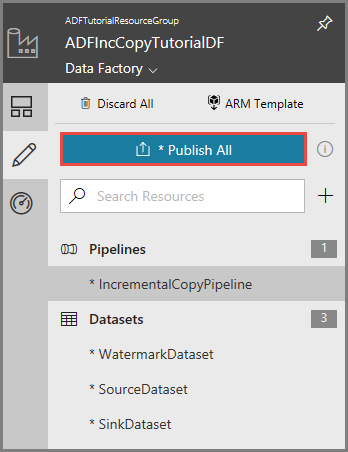 ADFTutorialResourceGroup
ADFIncCopyTutorialDF
Data Factory
Discard All ARM Template
* Publish All
Search Resources
Pipelines 1
* IncrementalCopyPipeline
Datasets 3
* WatermarkDataset
* SourceDataset
* SinkDataset